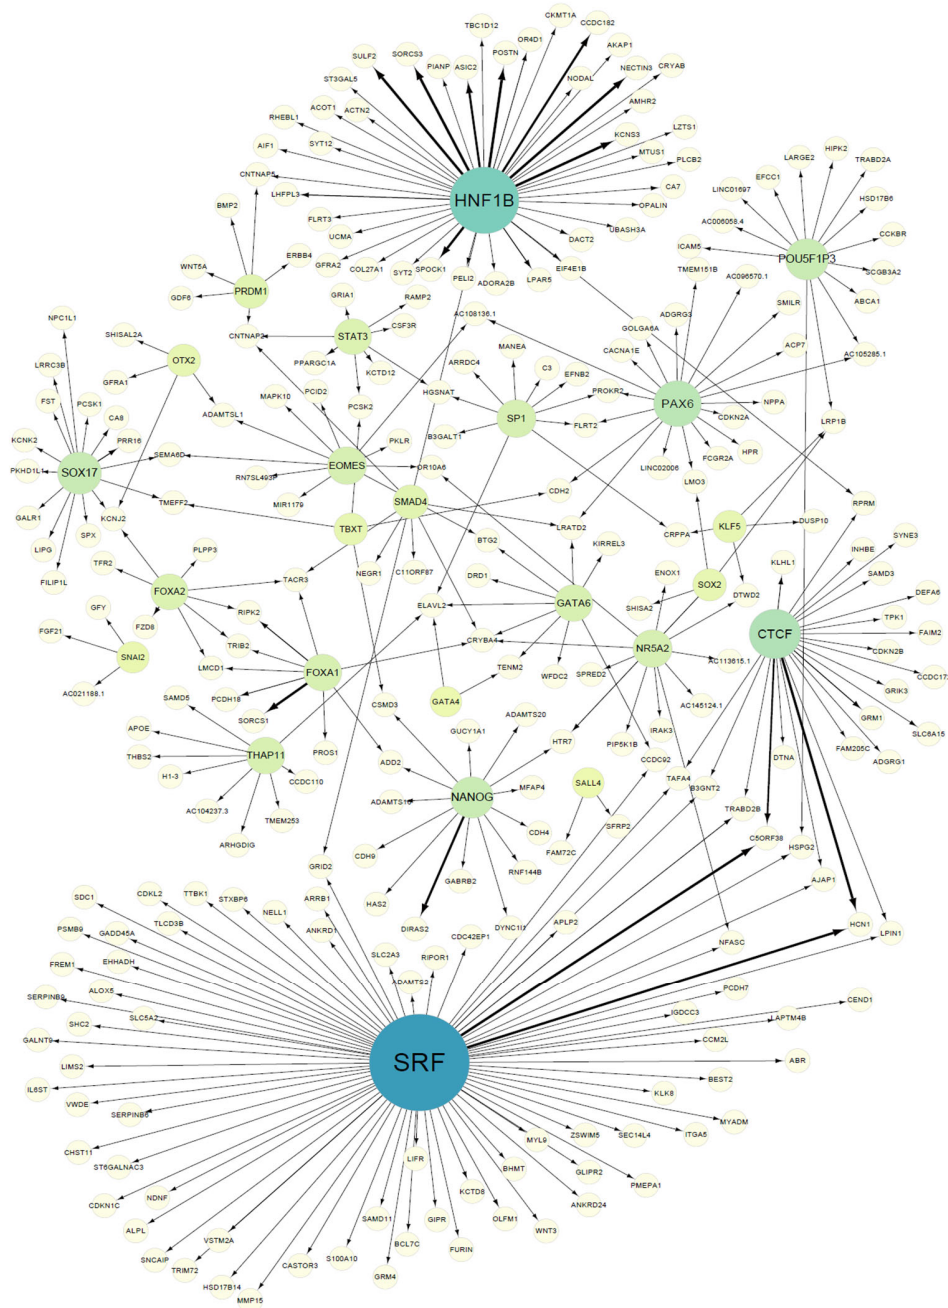 CKMT1A
TBC1D12
CCDC182
SORCS3
POSTN
OR4D1
SULF2
AKAP1
PIANP
ASIC2
NECTIN3
CRYAB
ST3GAL5
NODAL
HIPK2
LARGE2
ACOT1
ACTN2
AMHR2
TRABD2A
RHEBL1
LZTS1
EFCC1
SYT12
KCNS3
AIF1
MTUS1
PLCB2
LINC01697
HSD17B6
CNTNAP5
LHFPL3
HNF1B
CA7
BMP2
OPALIN
AC006058.4
FLRT3
CCKBR
UCMA
DACT2
UBASH3A
ICAM5
ERBB4
WNT5A
GFRA2
SYT2
SPOCK1
EIF4E1B
POU5F1P3
SCGB3A2
COL27A1
PELI2
ADORA2B
LPAR5
TMEM151B
AC096570.1
PRDM1
GDF6
GRIA1
RAMP2
ABCA1
NPC1L1
AC108136.1
ADGRG3
SMILR
SHISAL2A
CNTNAP2
STAT3
CSF3R
GOLGA6A
LRRC3B
OTX2
MANEA
CACNA1E
ACP7
AC105285.1
PPARGC1A
KCTD12
ARRDC4
C3
EFNB2
GFRA1
HGSNAT
PROKR2
FST
PCSK1
MAPK10
PCID2
PCSK2
PAX6
NPPA
ADAMTSL1
SP1
CA8
CDKN2A
LRP1B
KCNK2
PRR16
B3GALT1
FLRT2
PKLR
SEMA6D
HPR
PKHD1L1
SOX17
RN7SL493P
EOMES
OR10A6
LINC02006
FCGR2A
LMO3
GALR1
TMEFF2
MIR1179
SMAD4
CDH2
RPRM
SPX
KCNJ2
TBXT
LRATD2
CRPPA
KLF5
DUSP10
LIPG
BTG2
KIRREL3
SYNE3
PLPP3
INHBE
FILIP1L
TFR2
TACR3
NEGR1
C11ORF87
KLHL1
SAMD3
ENOX1
SOX2
FOXA2
DRD1
DTWD2
DEFA6
GFY
RIPK2
ELAVL2
GATA6
SHISA2
TPK1
FGF21
FZD8
TRIB2
CRYBA4
CTCF
FAIM2
SNAI2
NR5A2
CDKN2B
LMCD1
FOXA1
TENM2
WFDC2
SPRED2
AC113615.1
AC021188.1
PCDH18
GATA4
GRIK3
SAMD5
SORCS1
CSMD3
ADAMTS20
AC145124.1
GRM1
APOE
GUCY1A1
IRAK3
SLC6A15
THBS2
THAP11
PROS1
HTR7
PIP5K1B
FAM205C
ADD2
CCDC92
DTNA
ADGRG1
H1-3
CCDC110
SALL4
TAFA4
B3GNT2
ADAMTS16
NANOG
MFAP4
AC104237.3
TMEM253
TRABD2B
SFRP2
CDH4
C5ORF38
ARHGDIG
FAM72C
HSPG2
CDH9
GRID2
GABRB2
RNF144B
AJAP1
HAS2
TTBK1
STXBP6
CDKL2
SDC1
NELL1
ARRB1
HCN1
TLCD3B
DIRAS2
APLP2
PSMB9
GADD45A
ANKRD1
CDC42EP1
LPIN1
NFASC
FREM1
EHHADH
SLC2A3
RIPOR1
SERPINB9
ALOX5
ADAMTS2
PCDH7
CEND1
SHC2
SLC5A2
IGDCC3
LAPTM4B
GALNT9
CCM2L
LIMS2
SRF
ABR
BEST2
IL6ST
KLK8
VWDE
SERPINB6
MYADM
MYL9
ZSWIM5
SEC14L4
ITGA5
CHST11
LIFR
ST6GALNAC3
BHMT
GLIPR2
PMEPA1
CDKN1C
NDNF
KCTD8
ANKRD24
ALPL
SAMD11
GIPR
OLFM1
WNT3
SNCAIP
VSTM2A
BCL7C
FURIN
TRIM72
CASTOR3
S100A10
GRM4
HSD17B14
MMP15